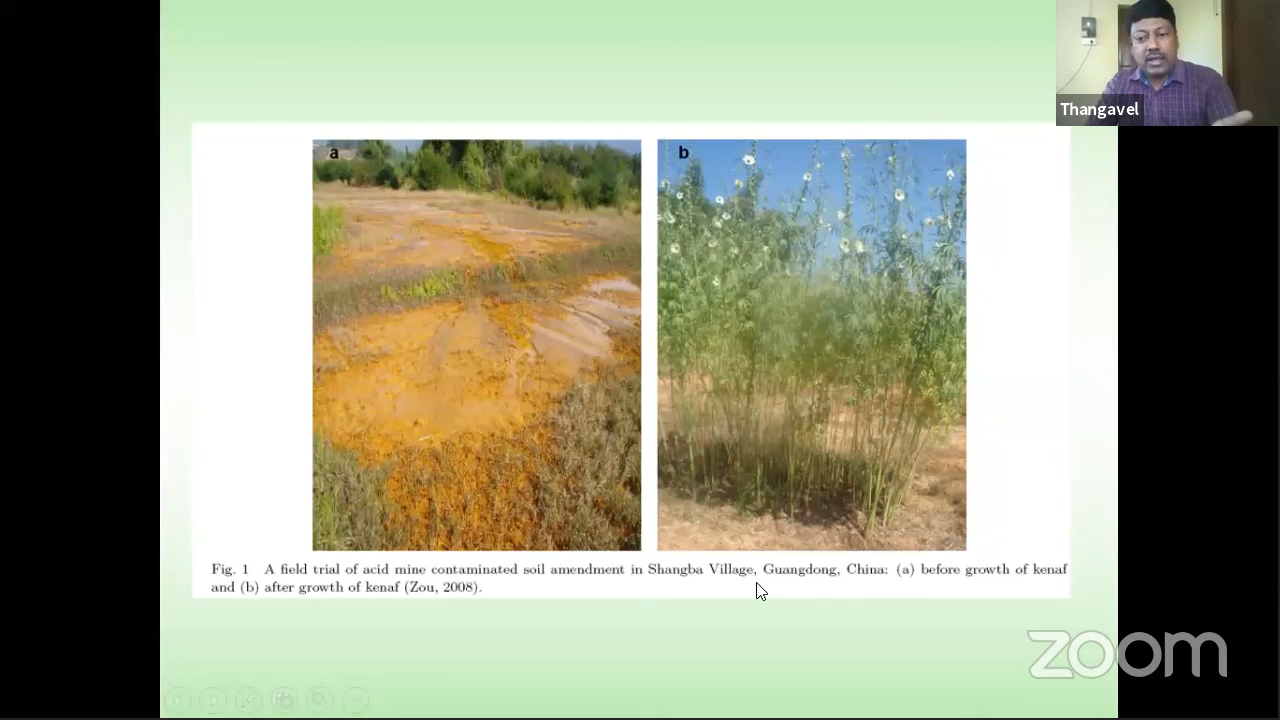 Thangavel
a
b
Fig. 1 A field trial of acid mine contaminated soil amendment in Shangba Village, Guangdong, China: (a) before growth of kenaf
and (b) after growth of kenaf (Zou, 2008).
zoom